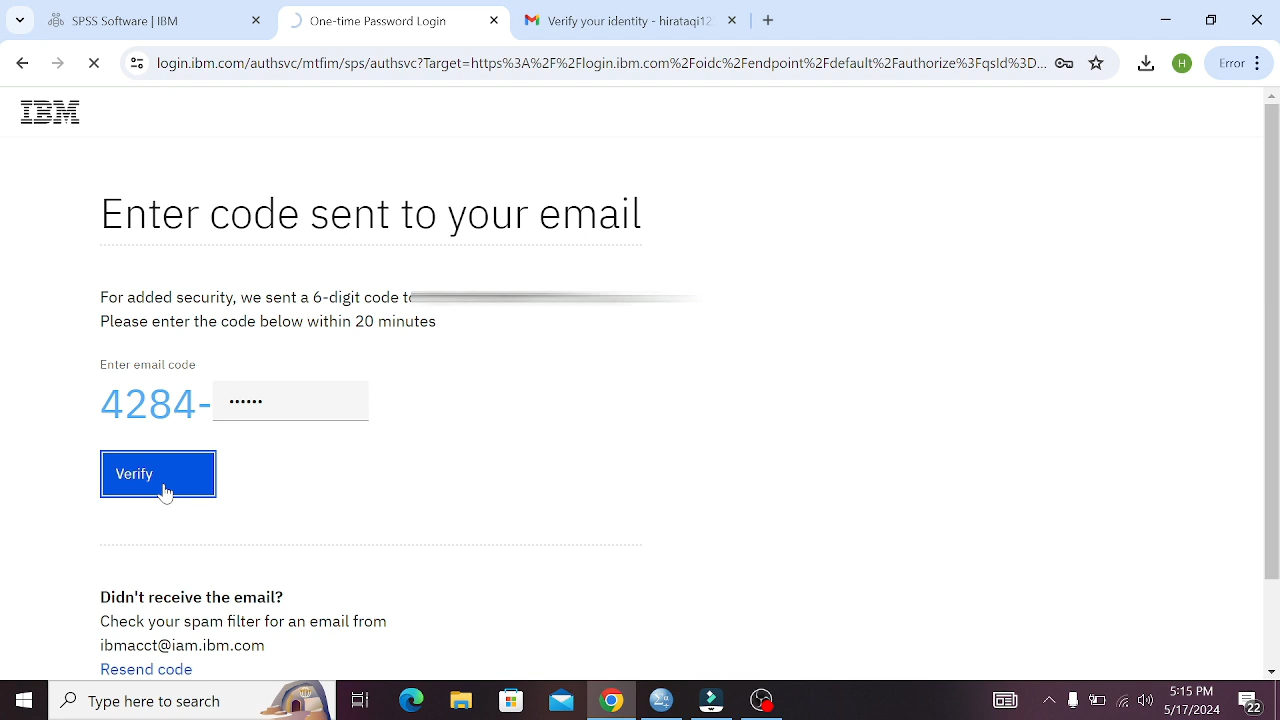 SPSS Software | IBM
One-time Password Login
Verify your identity - hirataqi12
login.ibm.com/authsvc/mtfim/sps/authsvc?Target=https%3A%2F%2Flogin.ibm.com%2Foidc%2Fendpoint%2Fdefault%2Fauthorize%3FqsId%3D...
H
Error
IBM
Enter code sent to your email
For added security, we sent a 6-digit code to
Please enter the code below within 20 minutes
Enter email code
4284-
Verify
Didn't receive the email?
Check your spam filter for an email from
ibmacct@iam.ibm.com
Resend code
Type here to search
5:15 PM
5/17/2024
22